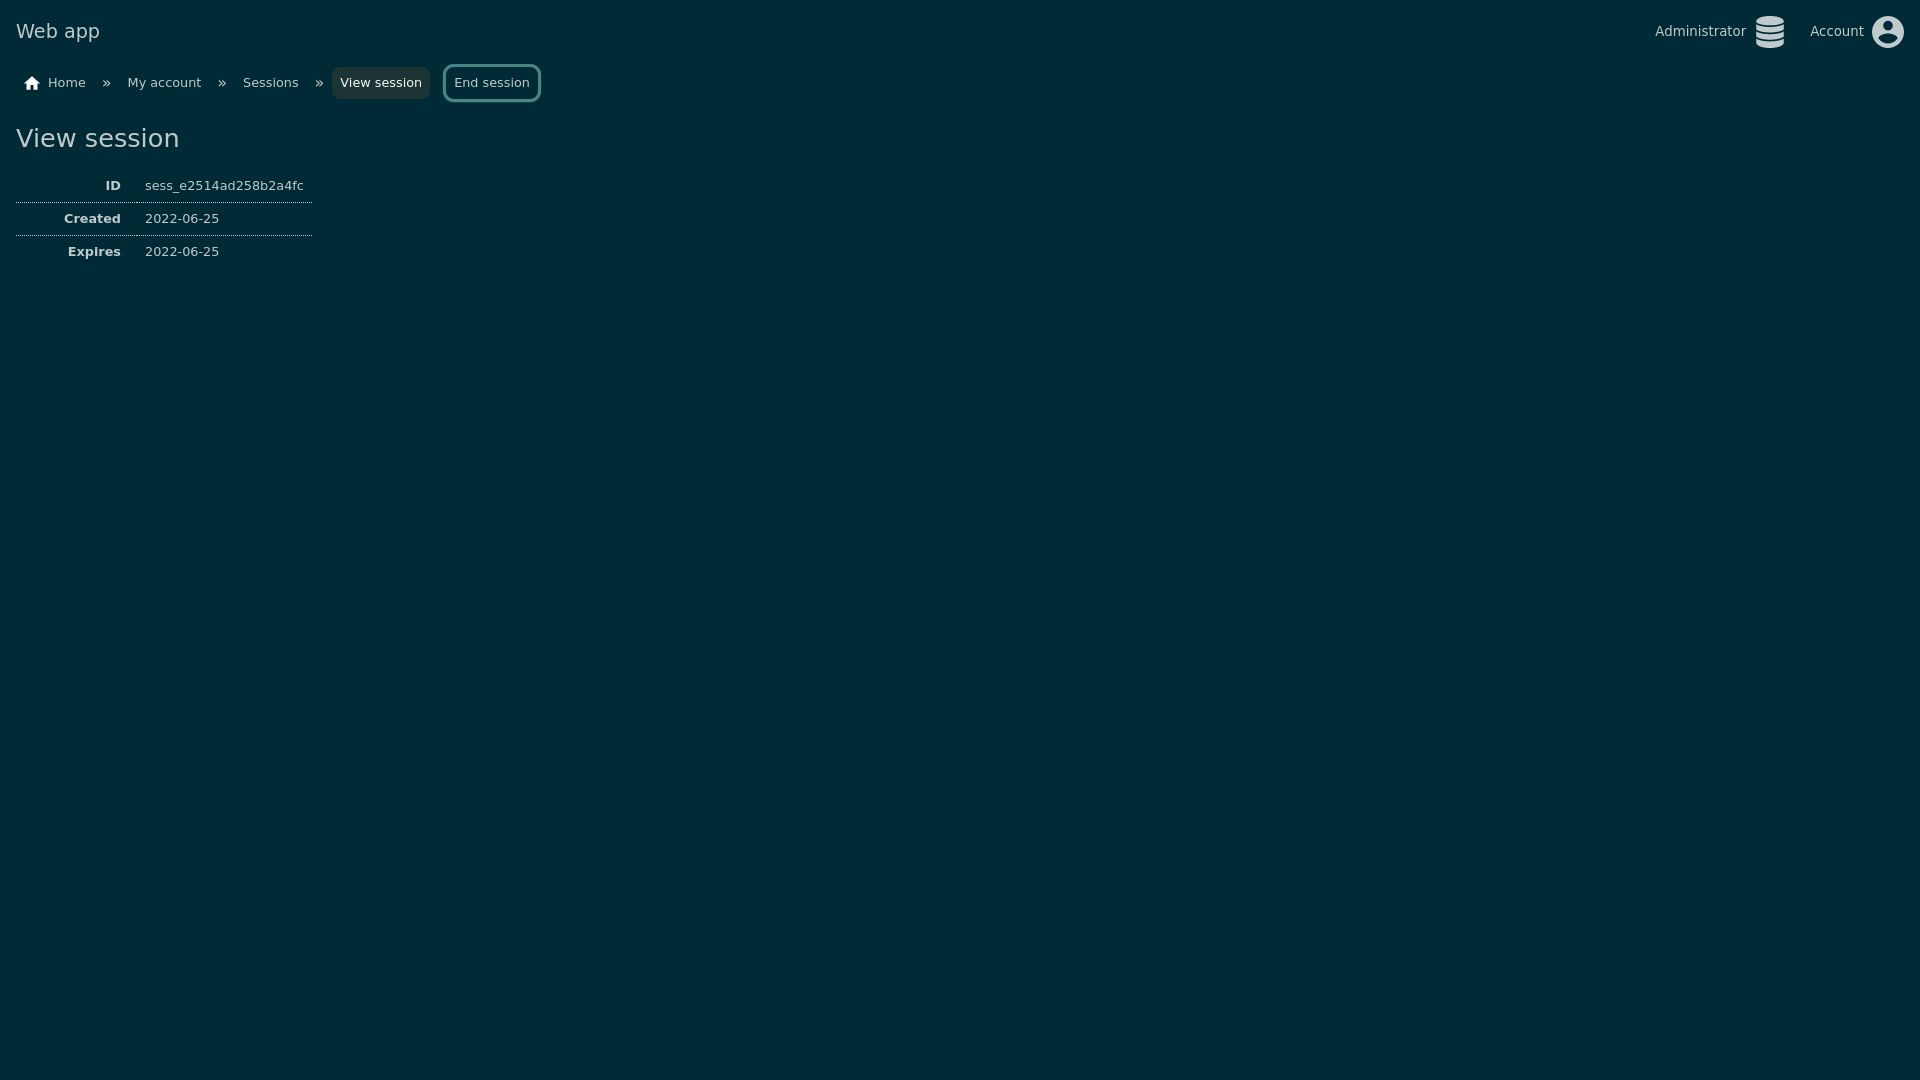 Web app
Administrator
Account
Home » My account » Sessions » View session End session
View session
ID sess_e2514ad258b2a4fc
Created 2022-06-25
Expires 2022-06-25